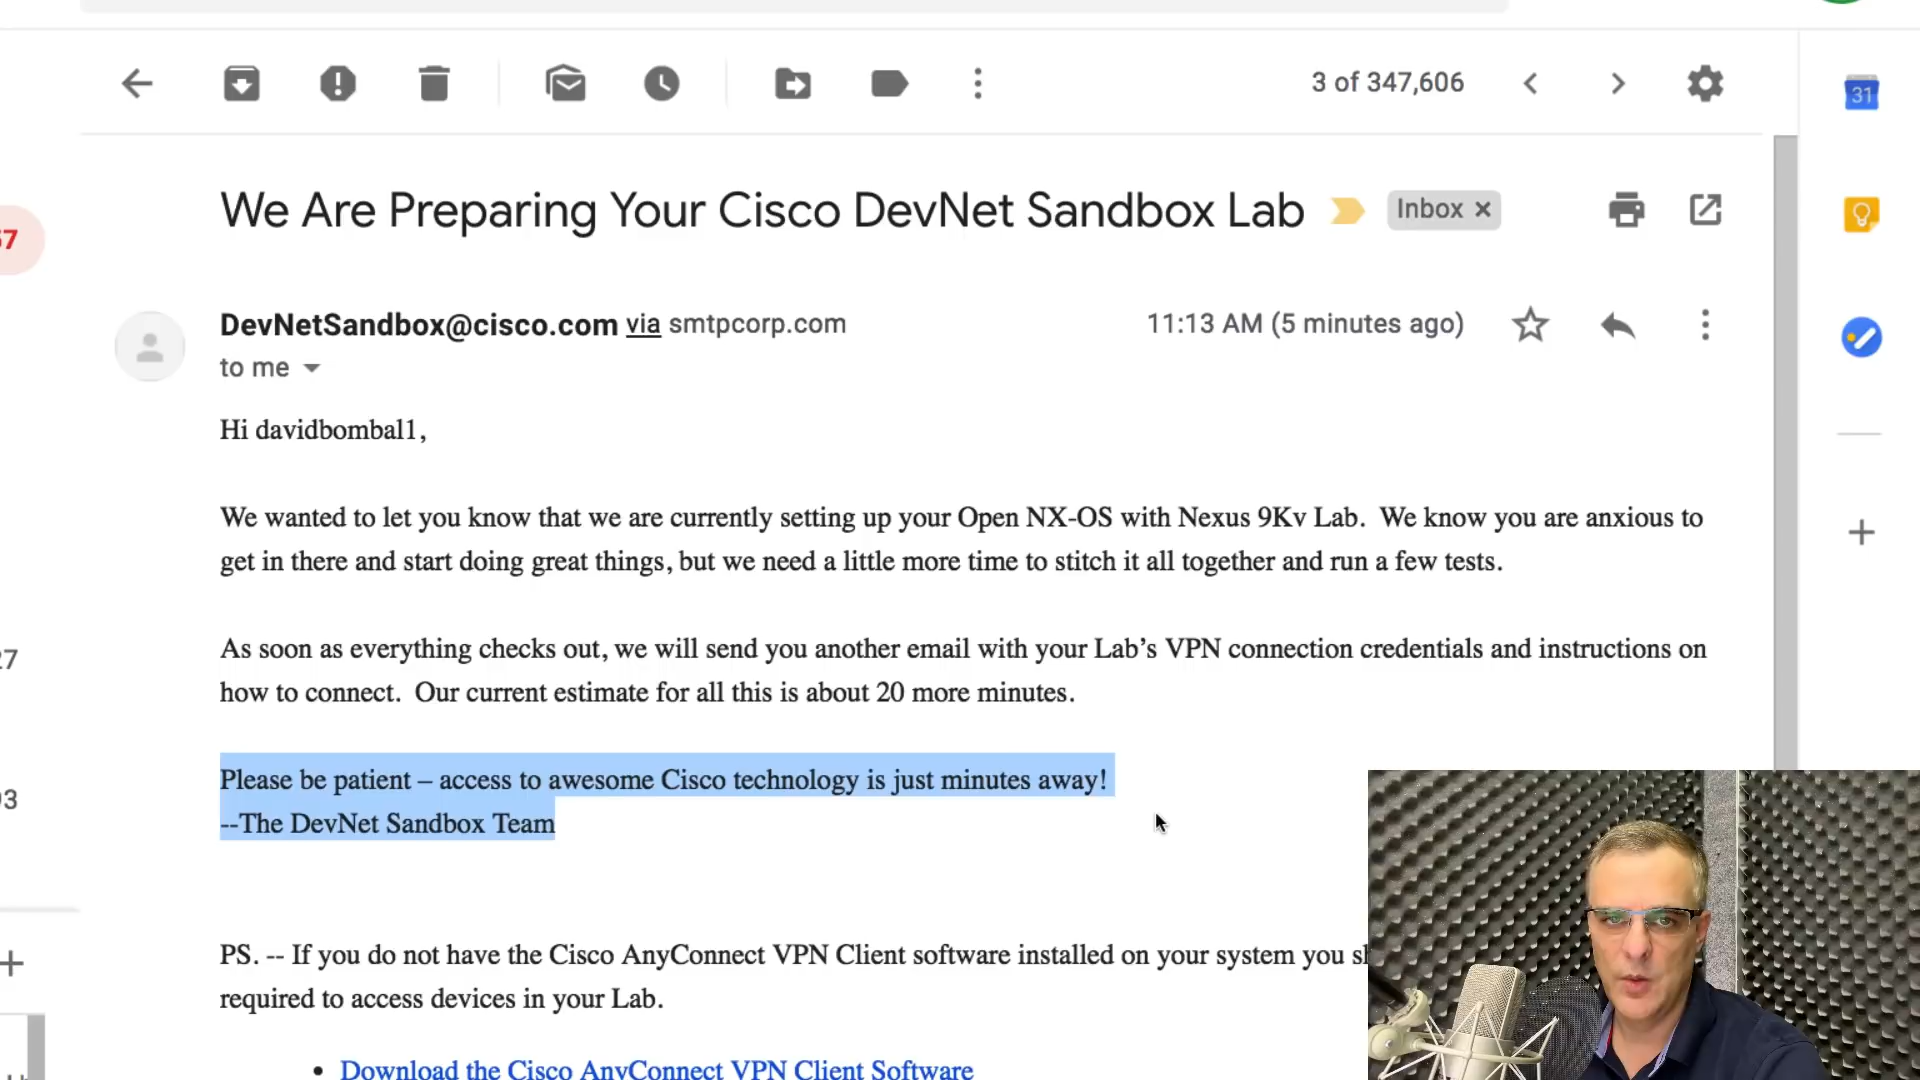 3 of 347,606
31
We Are Preparing Your Cisco DevNet Sandbox Lab
Inbox ×
57
DevNetSandbox@cisco.com via smtpcorp.com
11:13 AM (5 minutes ago)
to me
Hi davidbombal1,
We wanted to let you know that we are currently setting up your Open NX-OS with Nexus 9Kv Lab. We know you are anxious to
get in there and start doing great things, but we need a little more time to stitch it all together and run a few tests.
27
As soon as everything checks out, we will send you another email with your Lab’s VPN connection credentials and instructions on
how to connect. Our current estimate for all this is about 20 more minutes.
93
Please be patient – access to awesome Cisco technology is just minutes away!
--The DevNet Sandbox Team
PS. -- If you do not have the Cisco AnyConnect VPN Client software installed on your system you
required to access devices in your Lab.
• Download the Cisco AnyConnect VPN Client Software